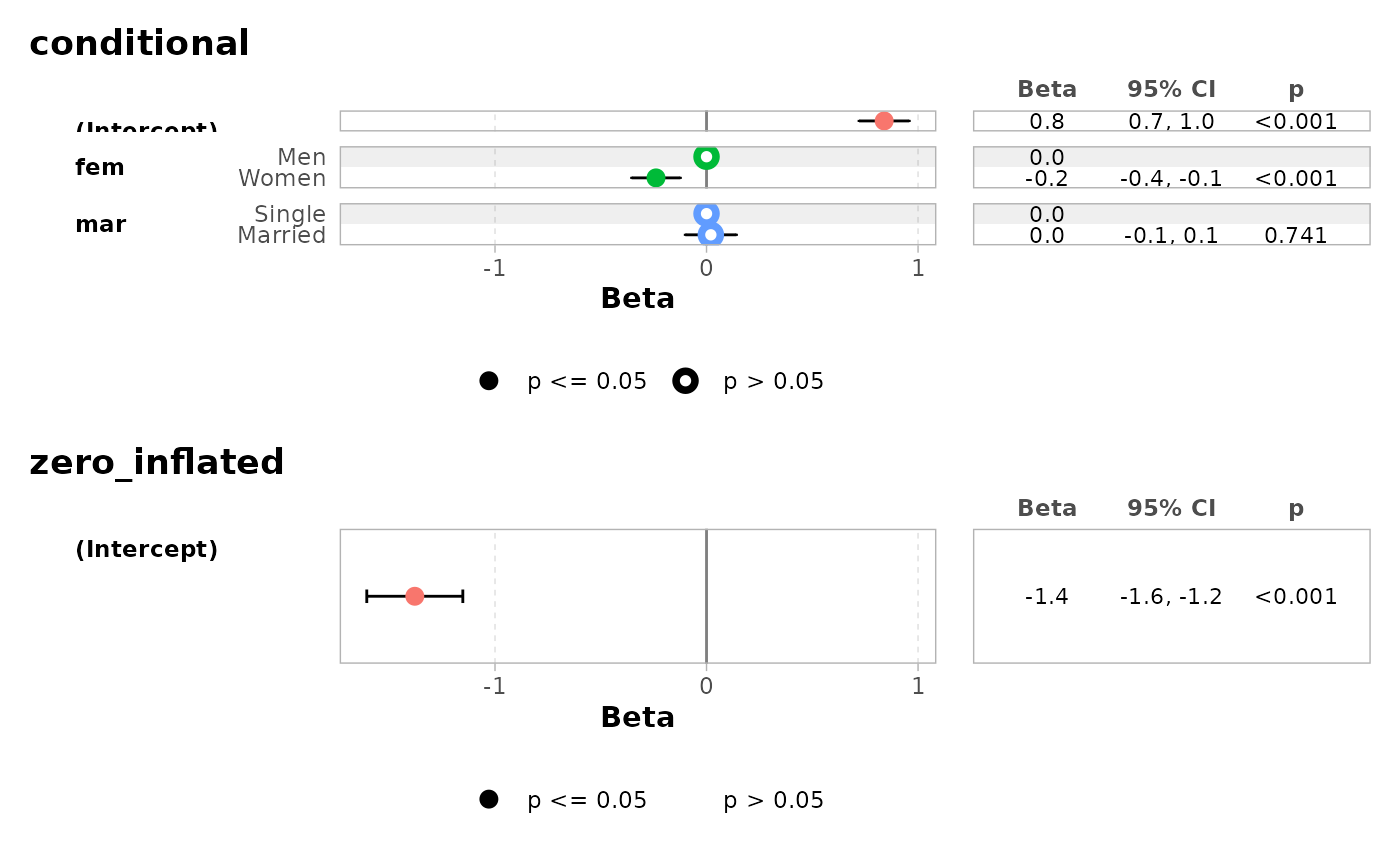 conditional
Beta 95% CI p
(Intercept) 0.8 0.7, 1.0 <0.001
fem Men 0.0
Women -0.2 -0.4, -0.1 <0.001
mar Single 0.0
Married 0.0 -0.1, 0.1 0.741
-1 0 1
Beta
p <= 0.05 p > 0.05
zero_inflated
Beta 95% CI p
(Intercept)
-1.4 -1.6, -1.2 <0.001
-1 0 1
Beta
p <= 0.05 p > 0.05